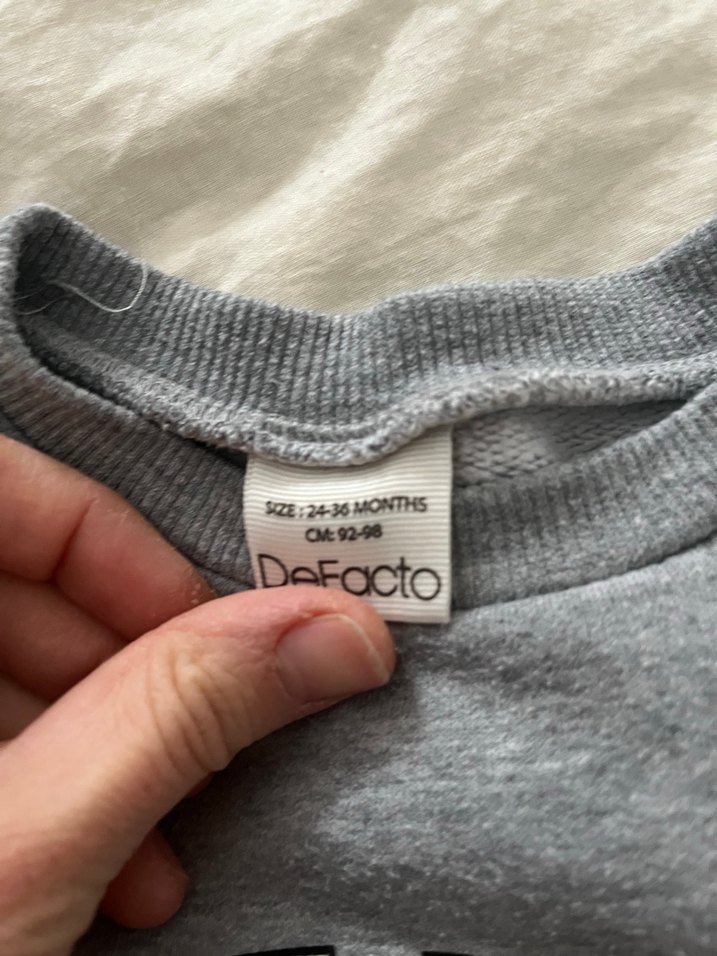 SIZE : 24-36 MONTHS
CM: 92-98
DeFacto